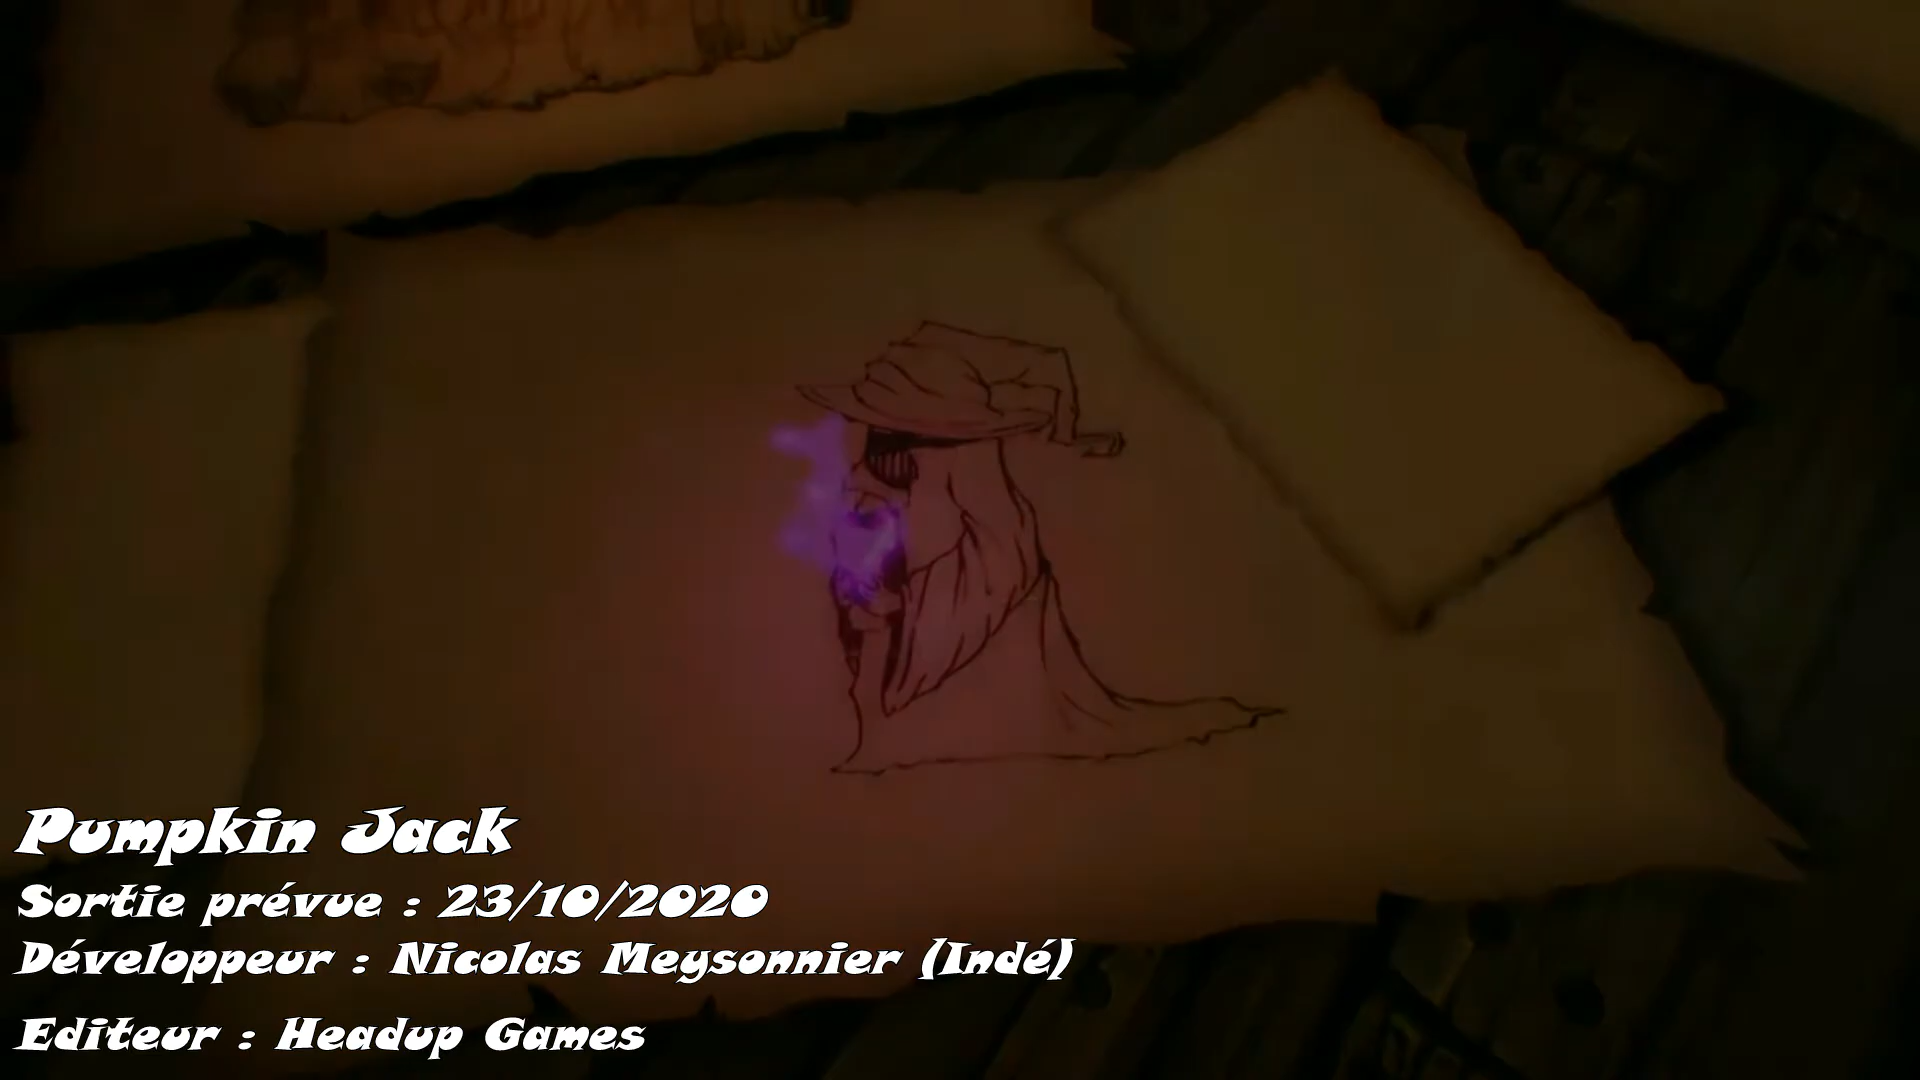 Pumpkin Jack
Sortie prévue : 23/10/2020
Développeur : Nicolas Meysonnier (Indé)
Editeur : Headup Games